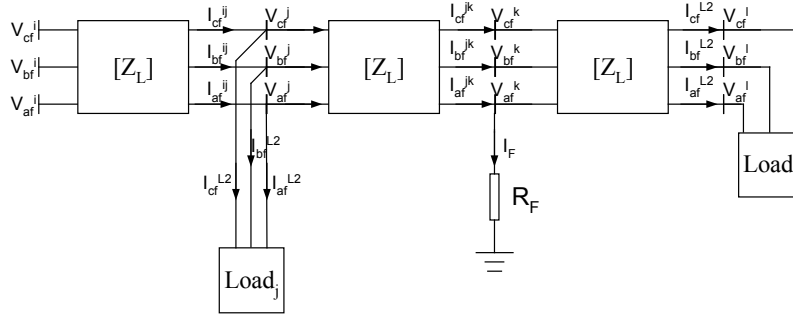 V_cf^i [Z_L] I_cf^ij V_cf^j [Z_L] I_cf^jk V_cf^k [Z_L] I_cf^L2 V_cf^l
V_bf^i I_bf^ij V_bf^j I_bf^jk V_bf^k I_bf^L2 V_bf^l
V_af^i I_af^ij V_af^j I_af^jk V_af^k I_af^L2 V_af^l
I_bf^L2 I_F
I_cf^L2 I_af^L2 R_F Load_l
Load_j